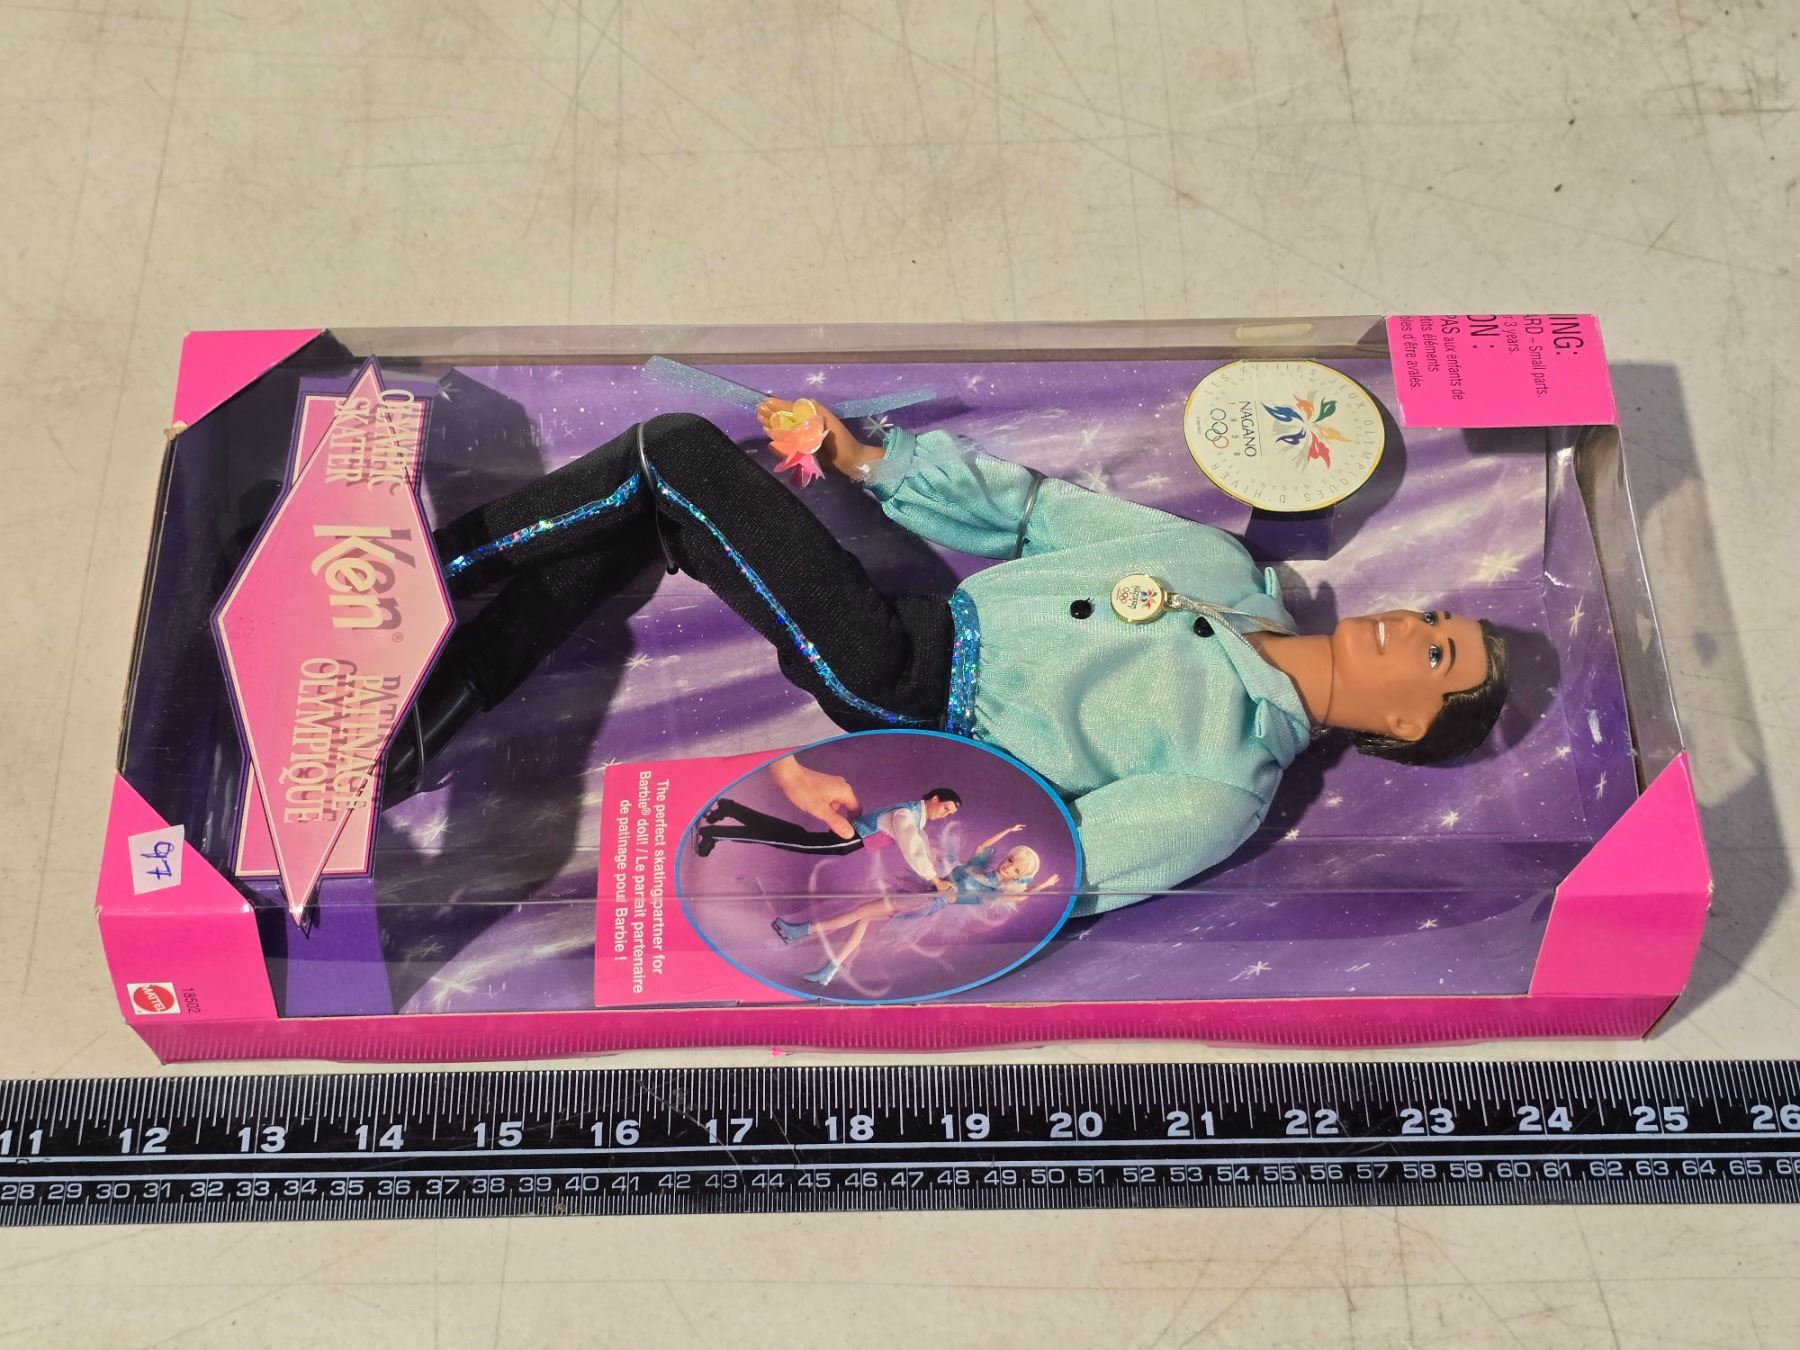 OLYMPIC
SKATER
Ken®
PATINAGE
OLYMPIQUE
97
MATTEL
18502
The perfect skating partner for
Barbie® doll! / Le parfait partenaire
de patinage pour Barbie !
LES XVIIIES JEUX OLYMPIQUES D'HIVER
NAGANO
1998
NAGANO
ING:
ARD – Small parts.
r 3 years.
ON :
PAS aux enfants de
etits éléments
bles d'être avalés.
11 12 13 14 15 16 17 18 19 20 21 22 23 24 25 26
28 29 30 31 32 33 34 35 36 37 38 39 40 41 42 43 44 45 46 47 48 49 50 51 52 53 54 55 56 57 58 59 60 61 62 63 64 65 66